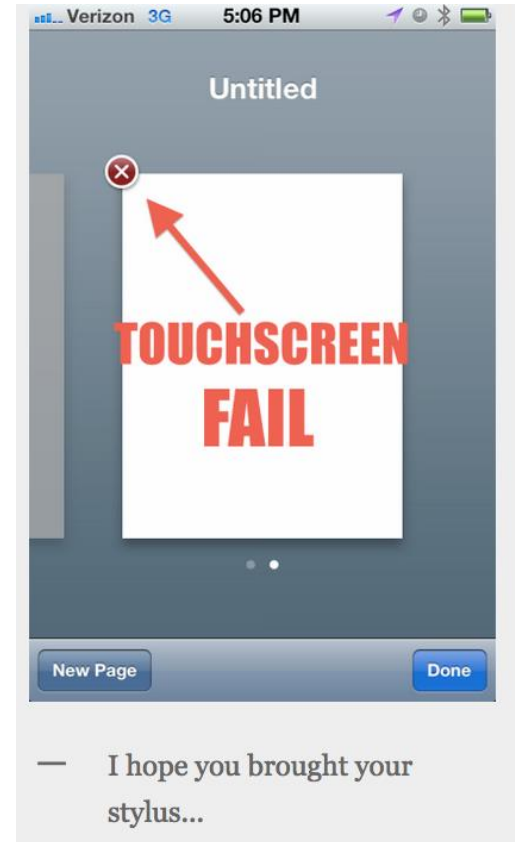 Verizon 3G 5:06 PM
Untitled
TOUCHSCREEN
FAIL
New Page Done
— I hope you brought your
stylus...